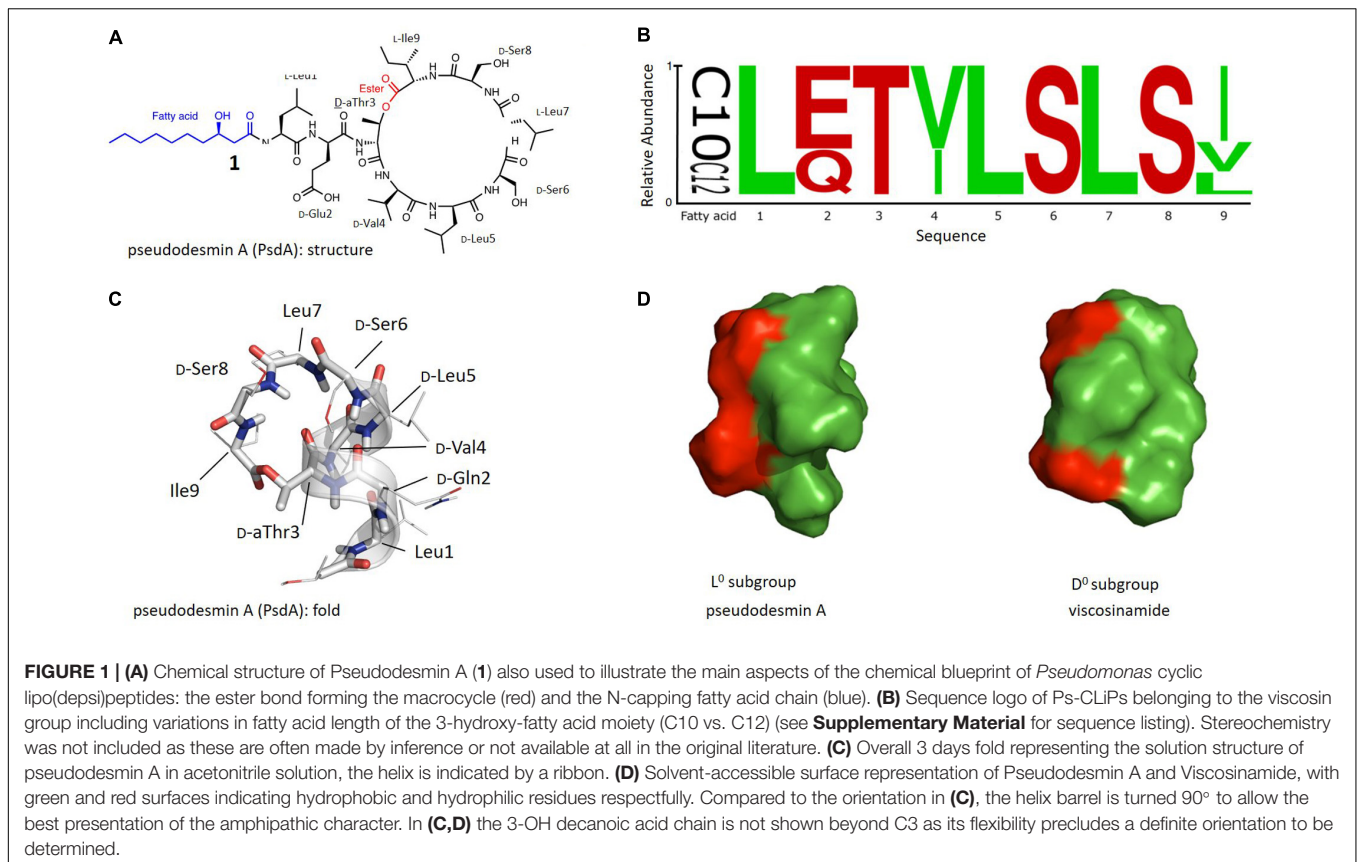 A
L-Ile9
D-Ser8
OH
Ester
D-aThr3
L-Leu1
Fatty acid
OH
L-Leu7
1
OH
D-Glu2
D-Val4
D-Leu5
D-Ser6
OH
pseudodesmin A (PsdA): structure
B
Relative Abundance
1
0
C10 C12 L E Q T V I L S L S I V L
Fatty acid 1 2 3 4 5 6 7 8 9
Sequence
C
Leu7
D-Ser6
D-Ser8
D-Leu5
D-Val4
D-Gln2
Ile9
D-aThr3
Leu1
pseudodesmin A (PsdA): fold
D
L⁰ subgroup
pseudodesmin A
D⁰ subgroup
viscosinamide
FIGURE 1 | (A) Chemical structure of Pseudodesmin A (1) also used to illustrate the main aspects of the chemical blueprint of Pseudomonas cyclic
lipo(depsi)peptides: the ester bond forming the macrocycle (red) and the N-capping fatty acid chain (blue). (B) Sequence logo of Ps-CLiPs belonging to the viscosin
group including variations in fatty acid length of the 3-hydroxy-fatty acid moiety (C10 vs. C12) (see Supplementary Material for sequence listing). Stereochemistry
was not included as these are often made by inference or not available at all in the original literature. (C) Overall 3 days fold representing the solution structure of
pseudodesmin A in acetonitrile solution, the helix is indicated by a ribbon. (D) Solvent-accessible surface representation of Pseudodesmin A and Viscosinamide, with
green and red surfaces indicating hydrophobic and hydrophilic residues respectfully. Compared to the orientation in (C), the helix barrel is turned 90° to allow the
best presentation of the amphipathic character. In (C,D) the 3-OH decanoic acid chain is not shown beyond C3 as its flexibility precludes a definite orientation to be
determined.